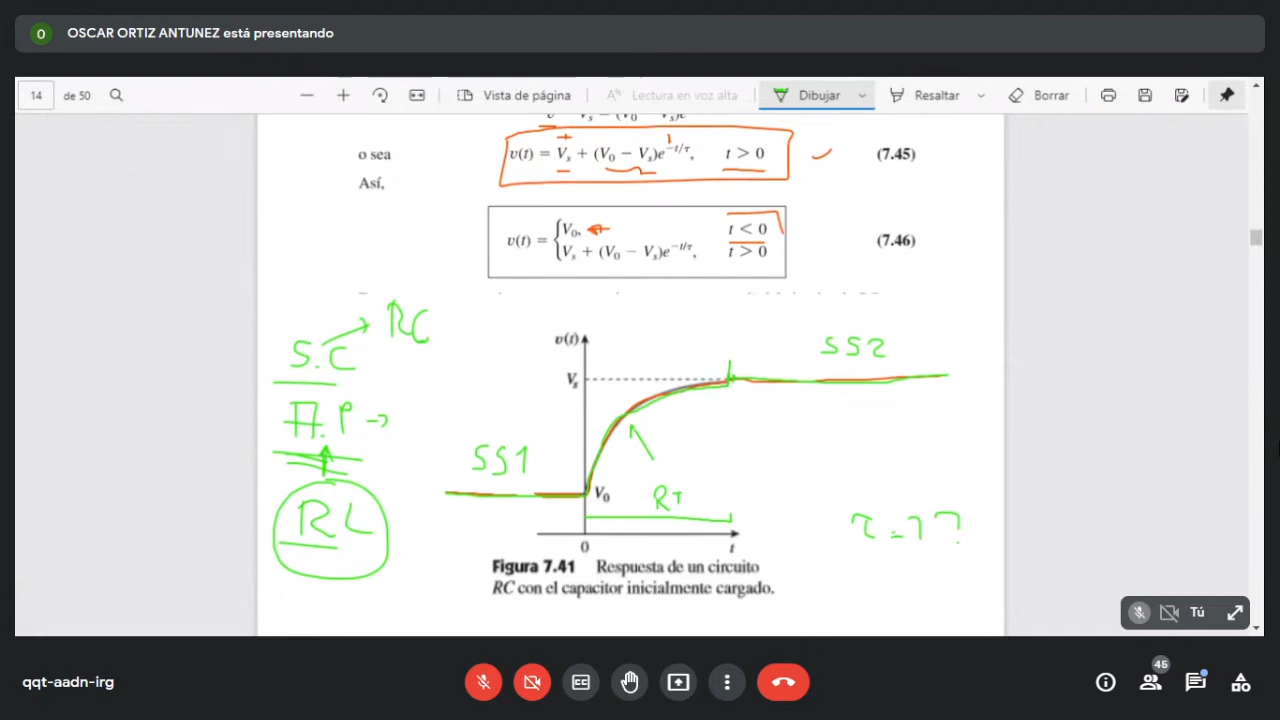 O OSCAR ORTIZ ANTUNEZ está presentando
14 de 50 Vista de página Lectura en voz alta Dibujar Resaltar Borrar
o sea v(t) = Vₛ + (V₀ − Vₛ)e^−t/τ, t > 0 (7.45)
Así,
v(t) = { V₀, t < 0
Vₛ + (V₀ − Vₛ)e^−t/τ, t > 0 (7.46)
RC
S.C
v(t)
SS2
Vₛ
P
SS1
V₀
RT
RL
τ = ??
0 t
Figura 7.41 Respuesta de un circuito
RC con el capacitor inicialmente cargado.
Tú
45
qqt-aadn-irg